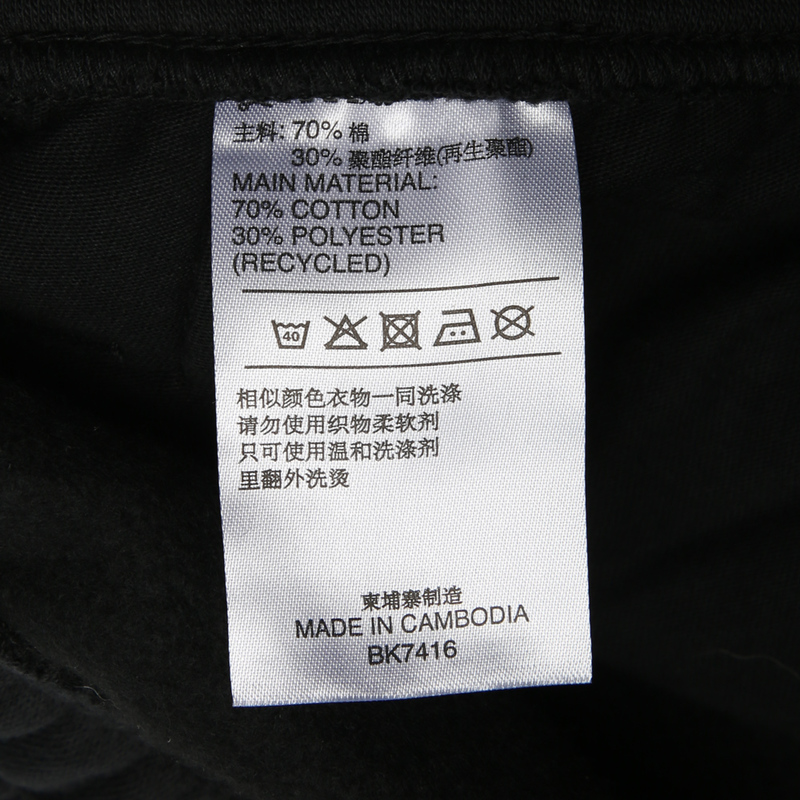 主料: 70% 棉
30% 聚酯纤维(再生聚酯)
MAIN MATERIAL:
70% COTTON
30% POLYESTER
(RECYCLED)
40
相似颜色衣物一同洗涤
请勿使用织物柔软剂
只可使用温和洗涤剂
里翻外洗烫
柬埔寨制造
MADE IN CAMBODIA
BK7416